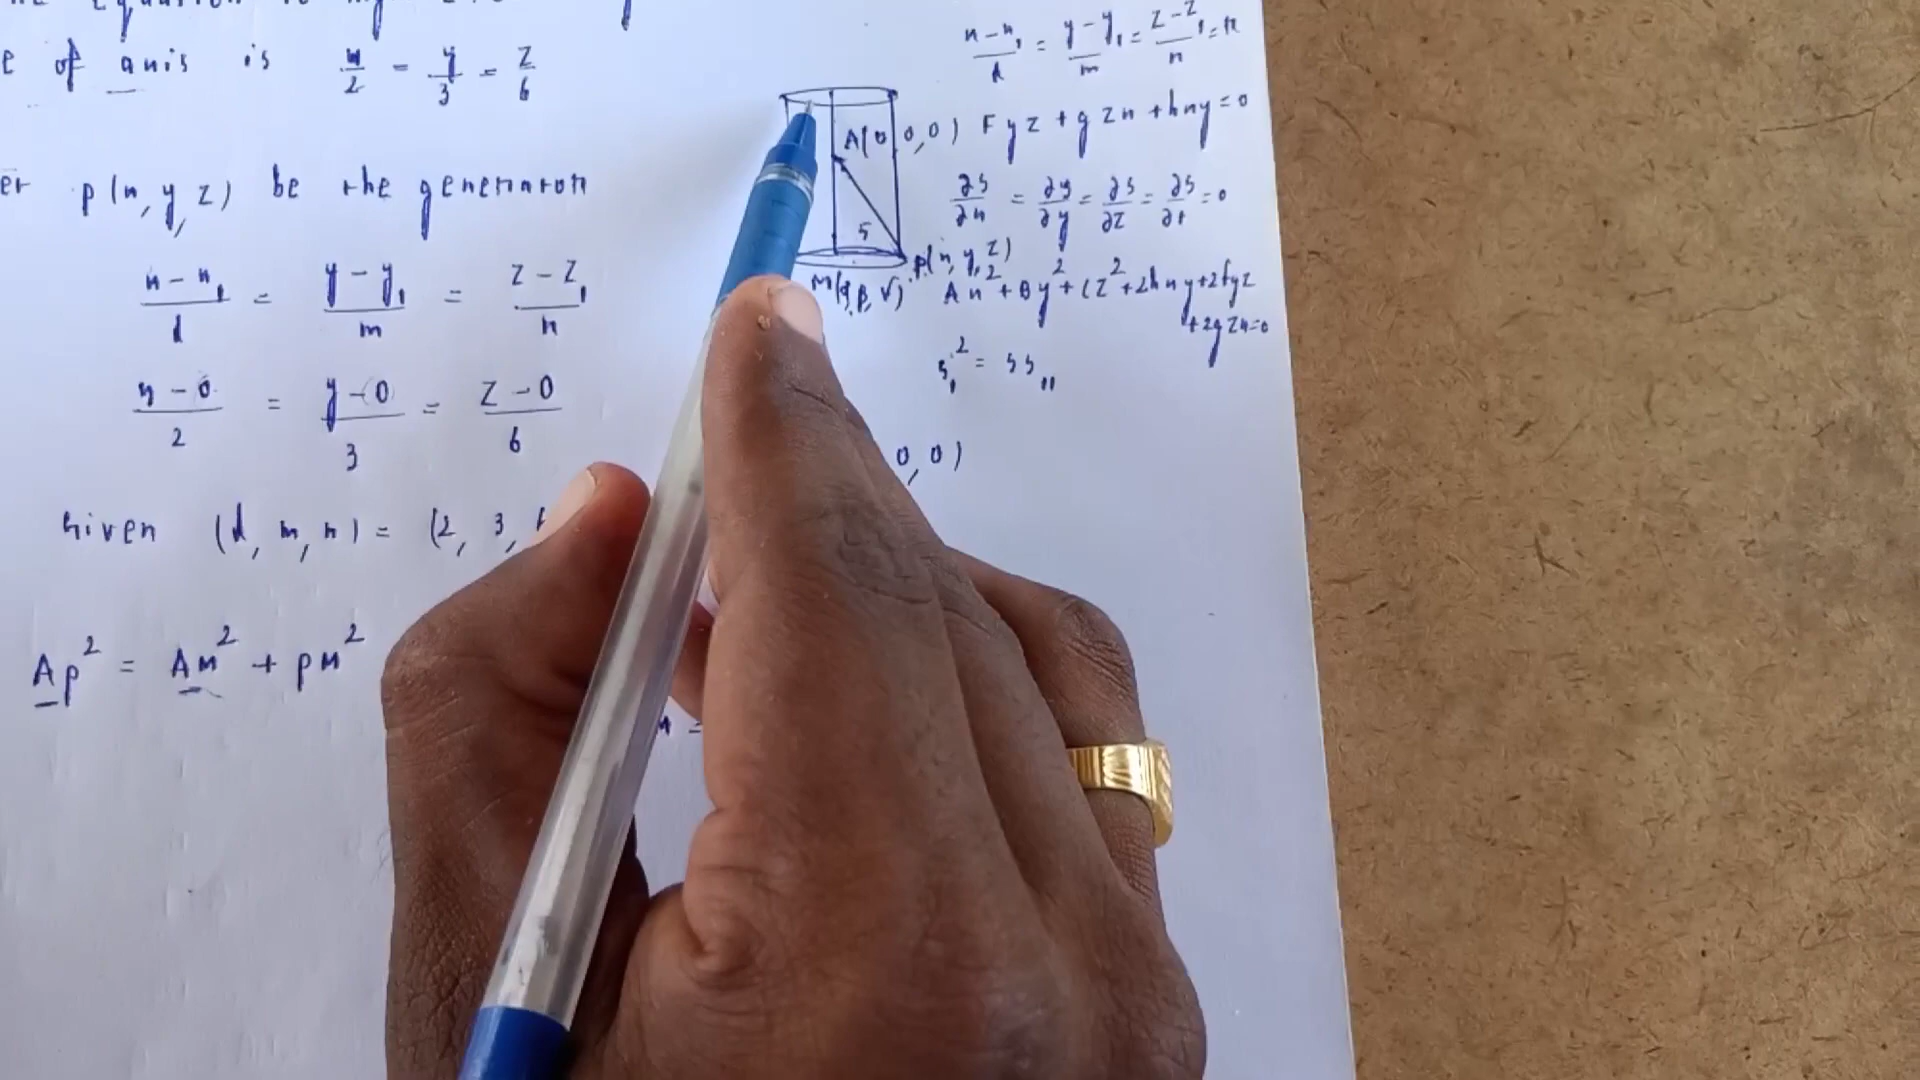 Equation
e of axis is x/2 = y/3 = z/6
p(x, y, z) be the generator
(x - x₁)/l = (y - y₁)/m = (z - z₁)/n
(x - 0)/2 = (y - 0)/3 = (z - 0)/6
Given (l, m, n) = (2, 3,
Ap² = AM² + PM²
(x - x₁)/l = (y - y₁)/m = (z - z₁)/n = r
A(0, 0, 0)
Fyz + gzx + hxy = 0
∂s/∂x = ∂s/∂y = ∂s/∂z = ∂s/∂t = 0
5
p(x, y, z)
M(α, β, γ)
Ax² + By² + Cz² + 2hxy + 2fyz
+ 2gzx = 0
s₁² = ss₁₁
0, 0)